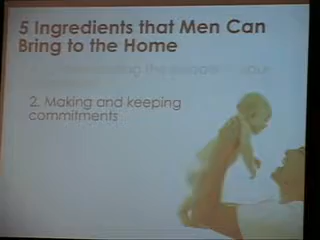 5 Ingredients that Men Can
Bring to the Home
2. Making and keeping
commitments